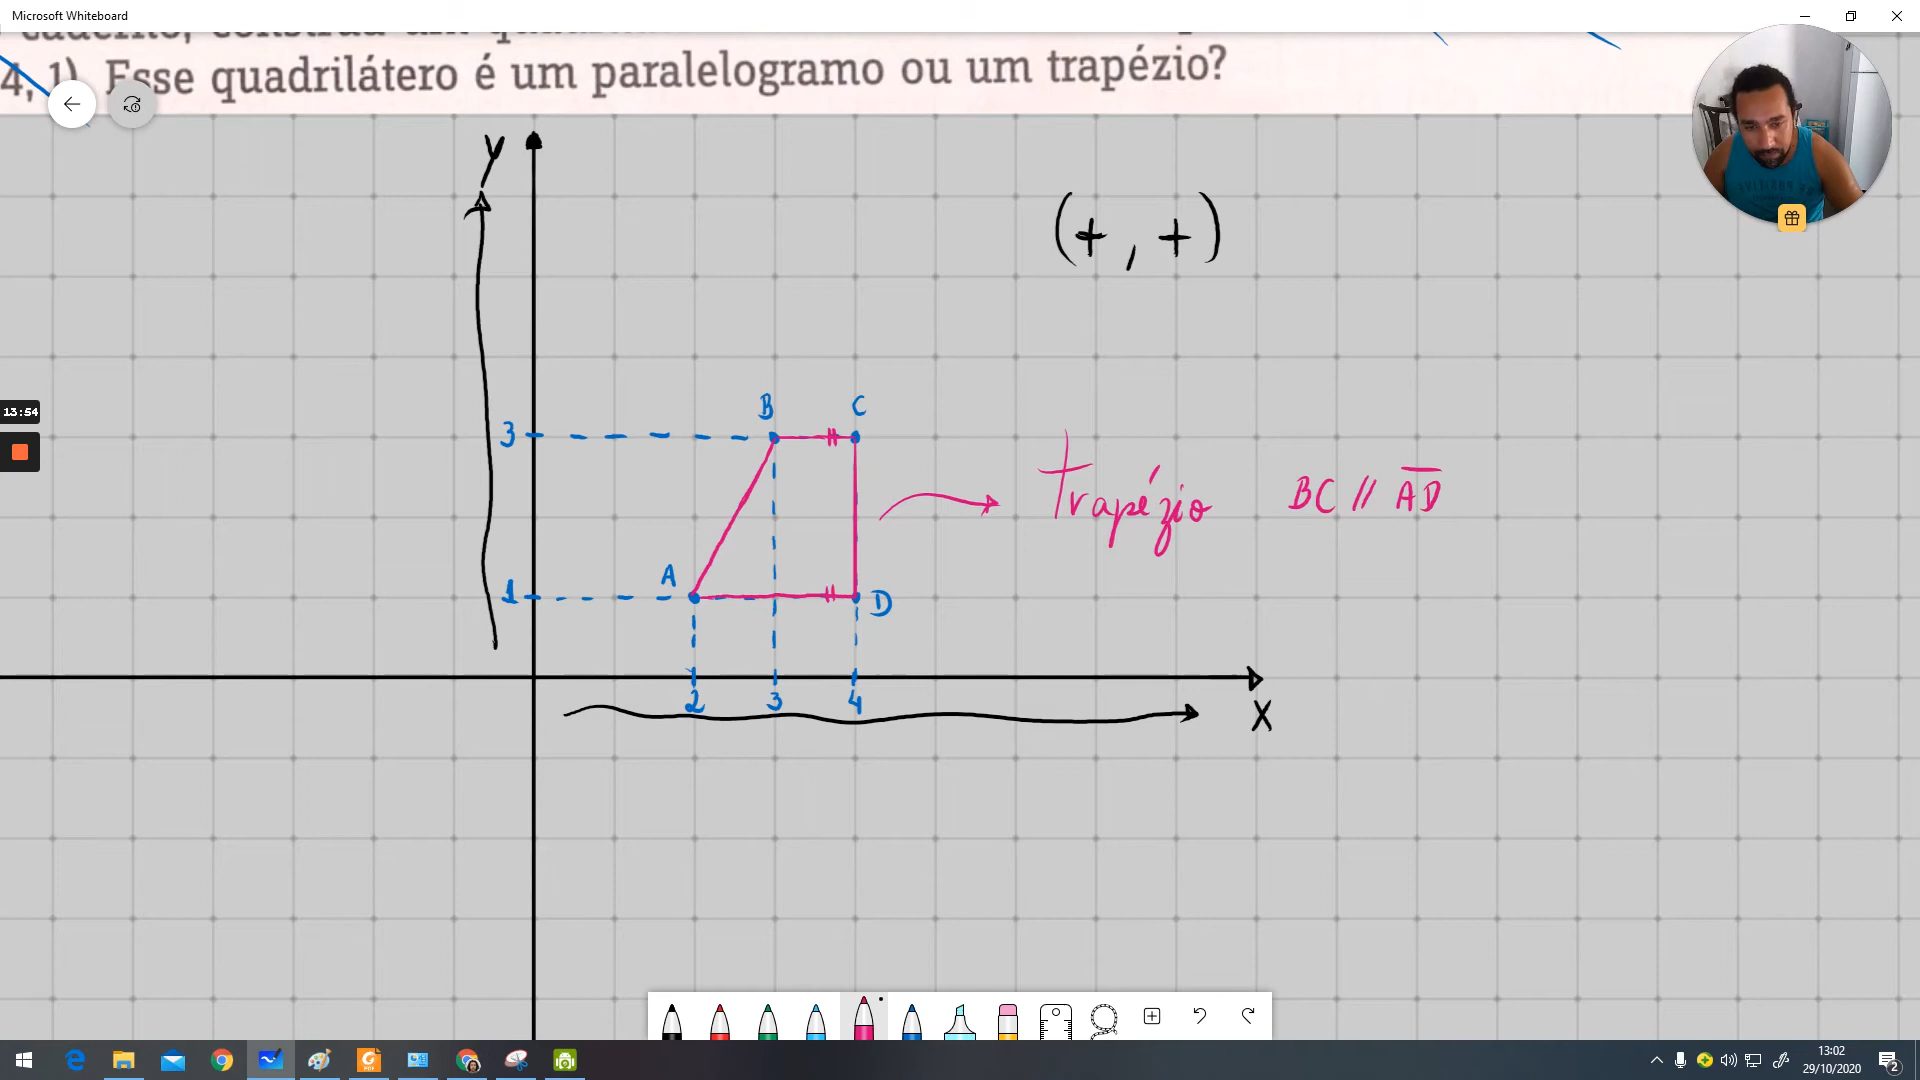 Microsoft Whiteboard
4, 1). Esse quadrilátero é um paralelogramo ou um trapézio?
y
(+, +)
B C
3
Trapézio BC // AD
A
1
D
2 3 4
X
13:54
13:02
29/10/2020
2